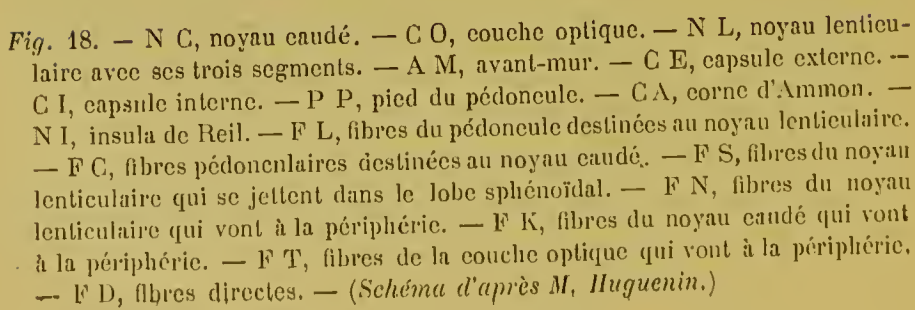 Fig. 18. — N C, noyau caudé. — C O, couche optique. — N L, noyau lenticu-
laire avec ses trois segments. — A M, avant-mur. — C E, capsule externe. —
C I, capsule interne. — P P, pied du pédoncule. — C A, corne d'Ammon. —
N I, insula de Reil. — F L, fibres du pédoncule destinées au noyau lenticulaire.
— F C, fibres pédonculaires destinées au noyau caudé. — F S, fibres du noyau
lenticulaire qui se jettent dans le lobe sphénoïdal. — F N, fibres du noyau
lenticulaire qui vont à la périphérie. — F K, fibres du noyau caudé qui vont
à la périphérie. — F T, fibres de la couche optique qui vont à la périphérie.
— F D, fibres directes. — (Schéma d'après M. Huguenin.)